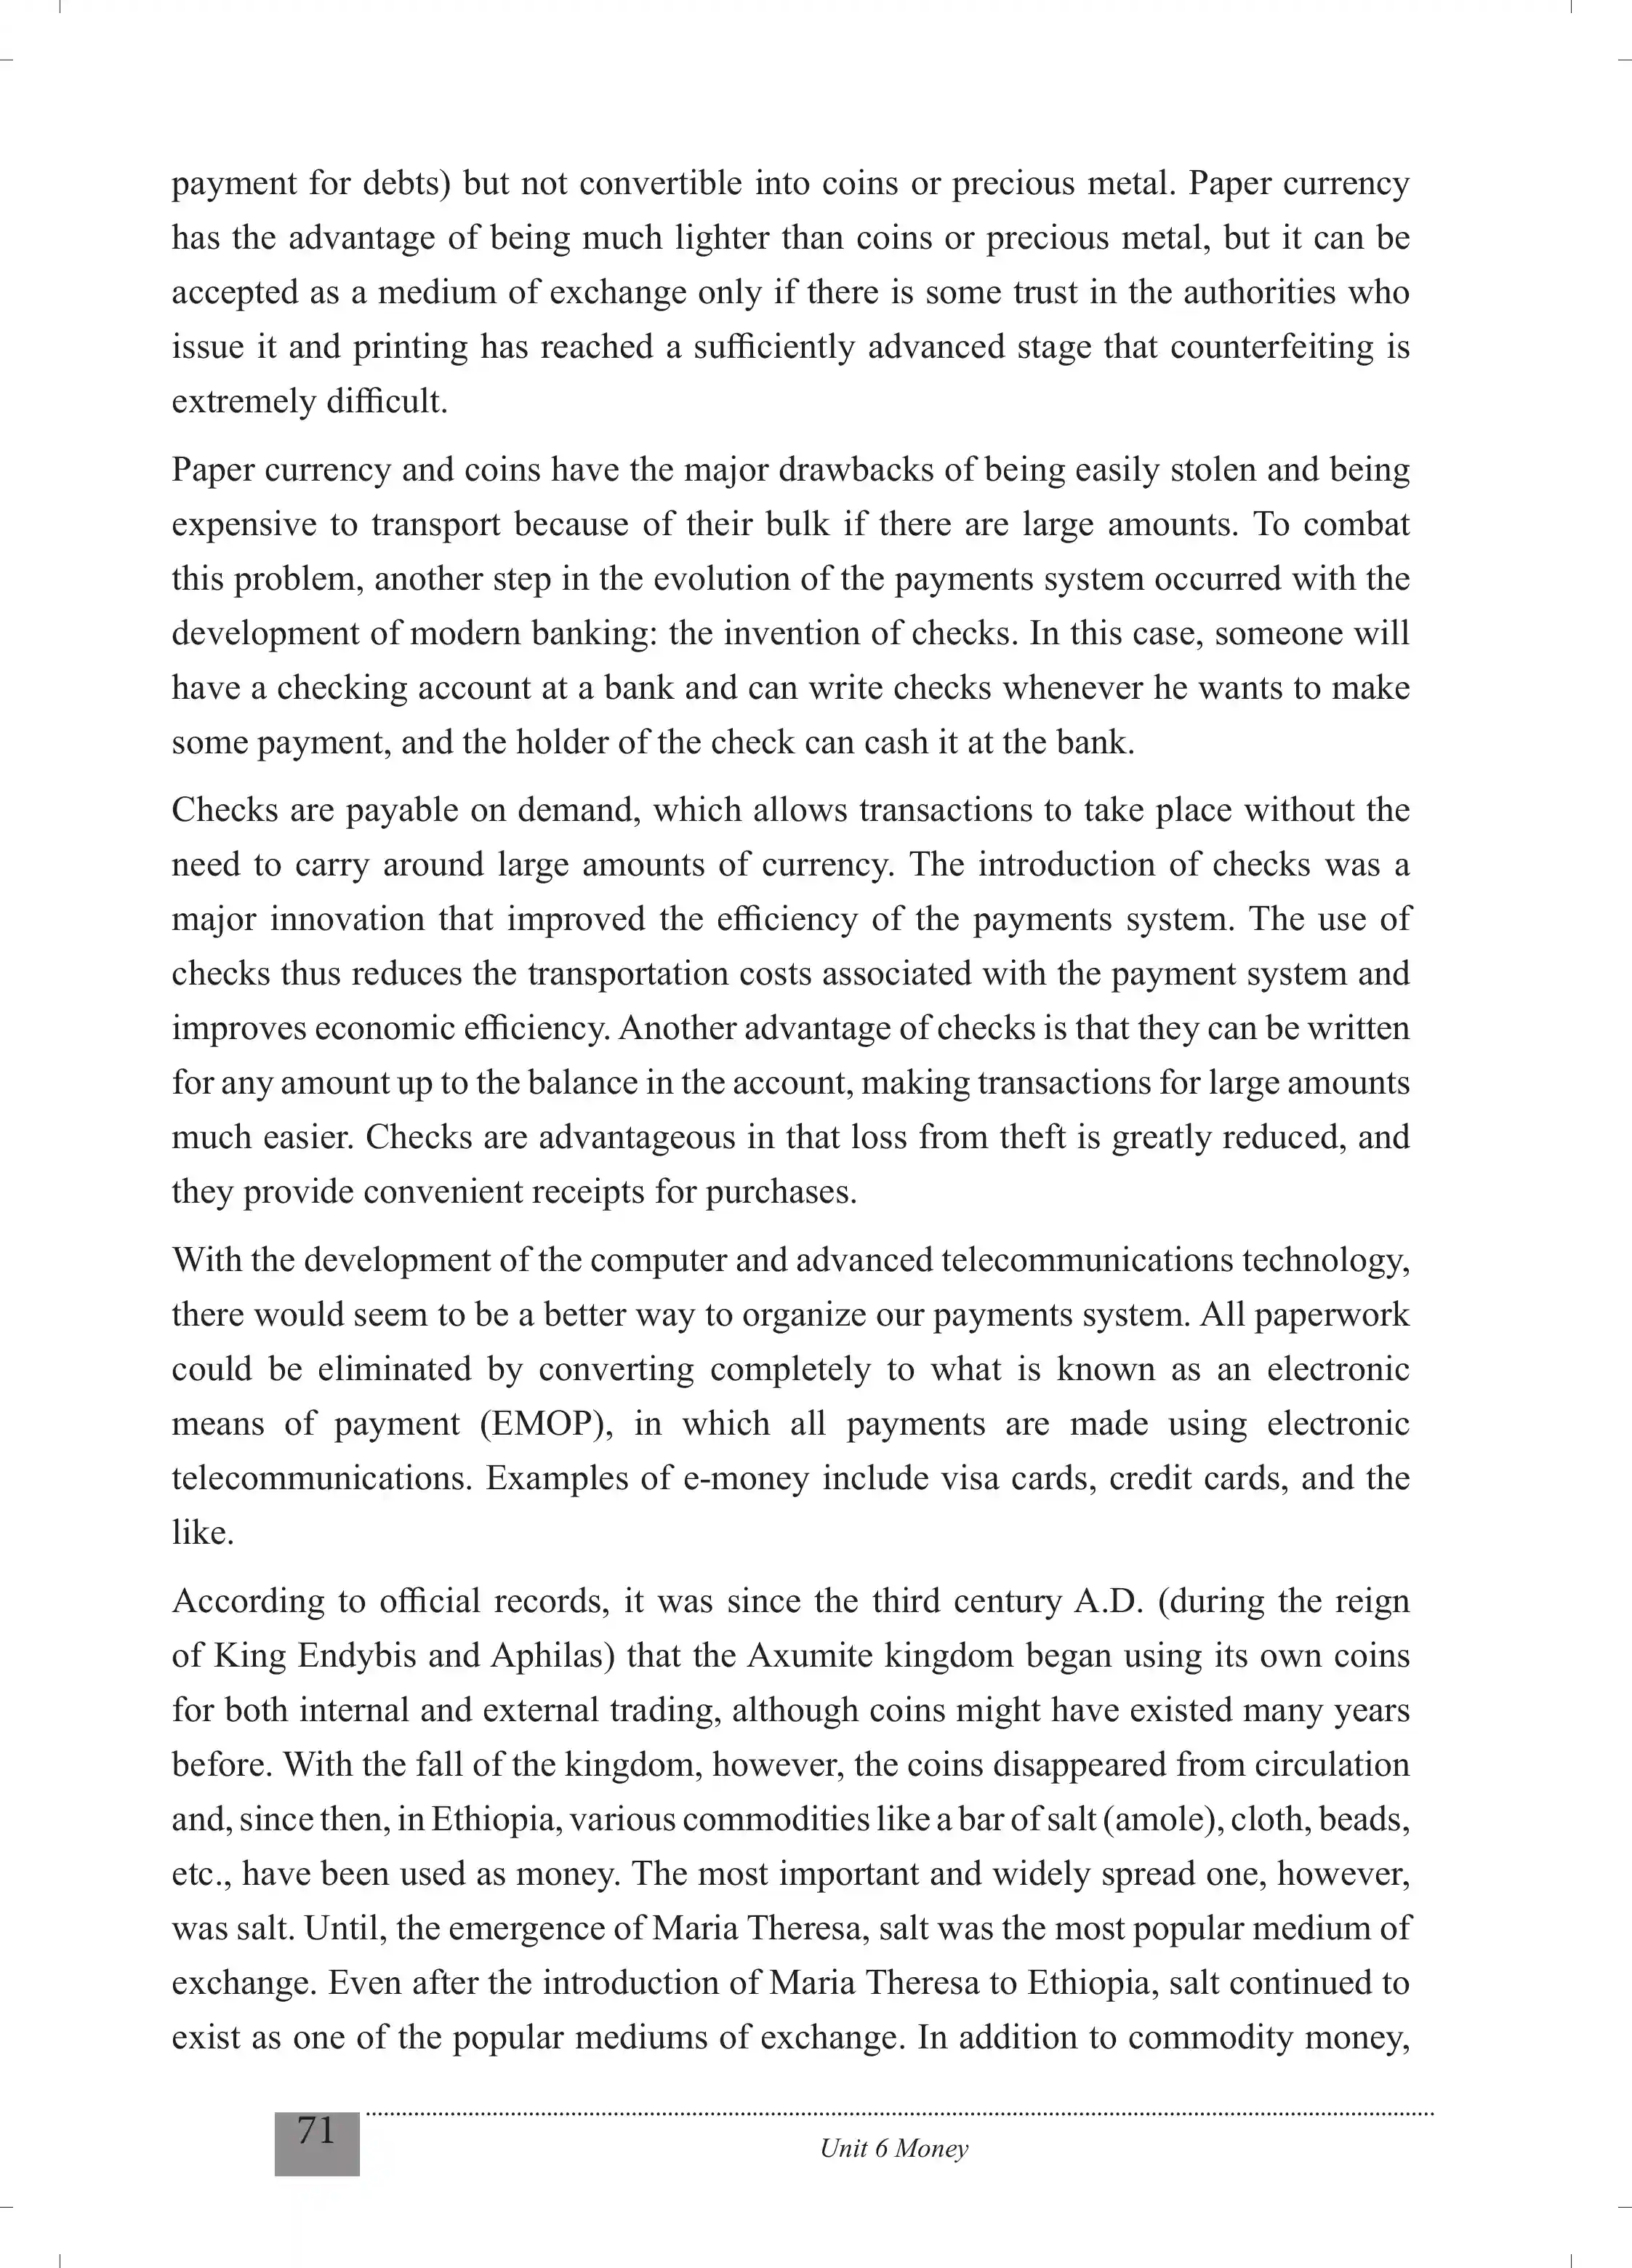 payment for debts) but not convertible into coins or precious metal. Paper currency
has the advantage of being much lighter than coins or precious metal, but it can be
accepted as a medium of exchange only if there is some trust in the authorities who
issue it and printing has reached a sufficiently advanced stage that counterfeiting is
extremely difficult.
Paper currency and coins have the major drawbacks of being easily stolen and being
expensive to transport because of their bulk if there are large amounts. To combat
this problem, another step in the evolution of the payments system occurred with the
development of modern banking: the invention of checks. In this case, someone will
have a checking account at a bank and can write checks whenever he wants to make
some payment, and the holder of the check can cash it at the bank.
Checks are payable on demand, which allows transactions to take place without the
need to carry around large amounts of currency. The introduction of checks was a
major innovation that improved the efficiency of the payments system. The use of
checks thus reduces the transportation costs associated with the payment system and
improves economic efficiency. Another advantage of checks is that they can be written
for any amount up to the balance in the account, making transactions for large amounts
much easier. Checks are advantageous in that loss from theft is greatly reduced, and
they provide convenient receipts for purchases.
With the development of the computer and advanced telecommunications technology,
there would seem to be a better way to organize our payments system. All paperwork
could be eliminated by converting completely to what is known as an electronic
means of payment (EMOP), in which all payments are made using electronic
telecommunications. Examples of e-money include visa cards, credit cards, and the
like.
According to official records, it was since the third century A.D. (during the reign
of King Endybis and Aphilas) that the Axumite kingdom began using its own coins
for both internal and external trading, although coins might have existed many years
before. With the fall of the kingdom, however, the coins disappeared from circulation
and, since then, in Ethiopia, various commodities like a bar of salt (amole), cloth, beads,
etc., have been used as money. The most important and widely spread one, however,
was salt. Until, the emergence of Maria Theresa, salt was the most popular medium of
exchange. Even after the introduction of Maria Theresa to Ethiopia, salt continued to
exist as one of the popular mediums of exchange. In addition to commodity money,
71
Unit 6 Money